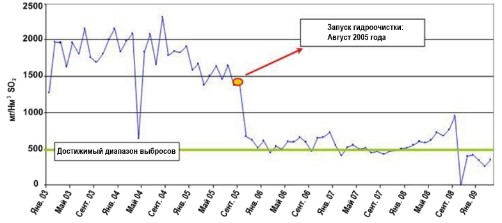 Запуск гидроочистки:
Август 2005 года
мг/Нм³ SO₂
2500
2000
1500
1000
500
0
Достижимый диапазон выбросов
Янв. 03
Май 03
Сент. 03
Янв. 04
Май 04
Сент. 04
Янв. 05
Май 05
Сент. 05
Янв. 06
Май 06
Сент. 06
Янв. 07
Май 07
Сент. 07
Янв. 08
Май 08
Сент. 08
Янв. 09